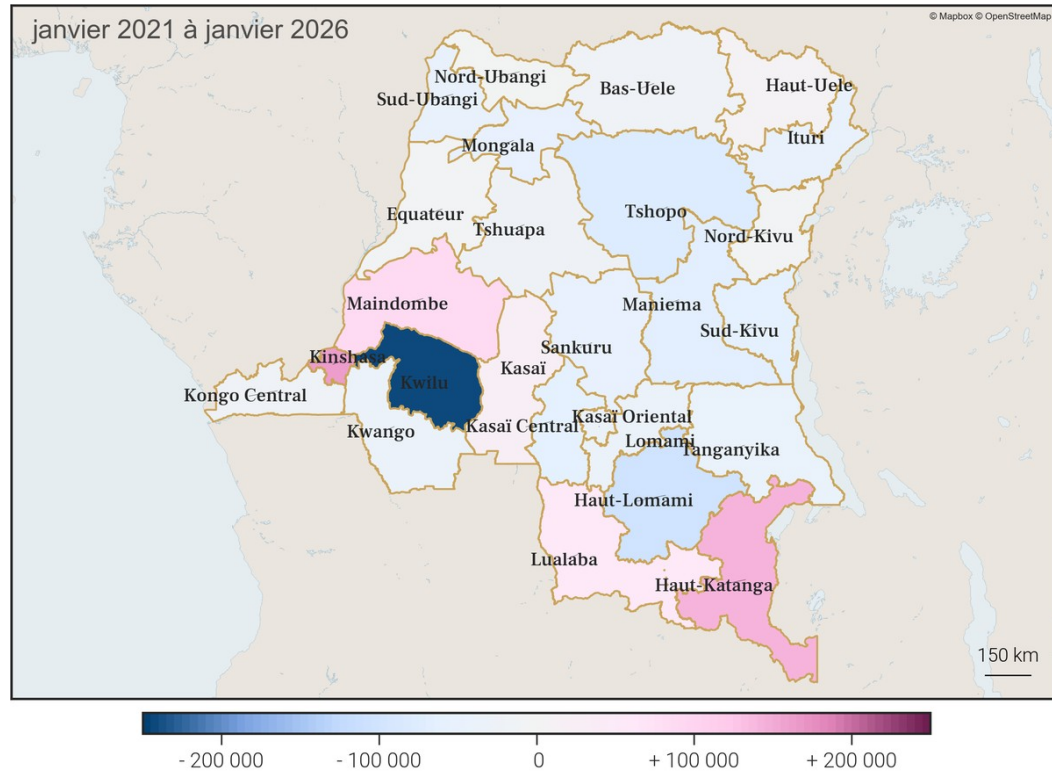 janvier 2021 à janvier 2026
© Mapbox © OpenStreetMap
Nord-Ubangi
Sud-Ubangi
Bas-Uele
Haut-Uele
Mongala
Ituri
Equateur
Tshuapa
Tshopo
Nord-Kivu
Maindombe
Maniema
Sud-Kivu
Kinshasa
Sankuru
Kongo Central
Kwilu
Kasaï
Kwango
Kasaï Central
Kasaï Oriental
Lomami
Tanganyika
Haut-Lomami
Lualaba
Haut-Katanga
150 km
- 200 000
- 100 000
0
+ 100 000
+ 200 000